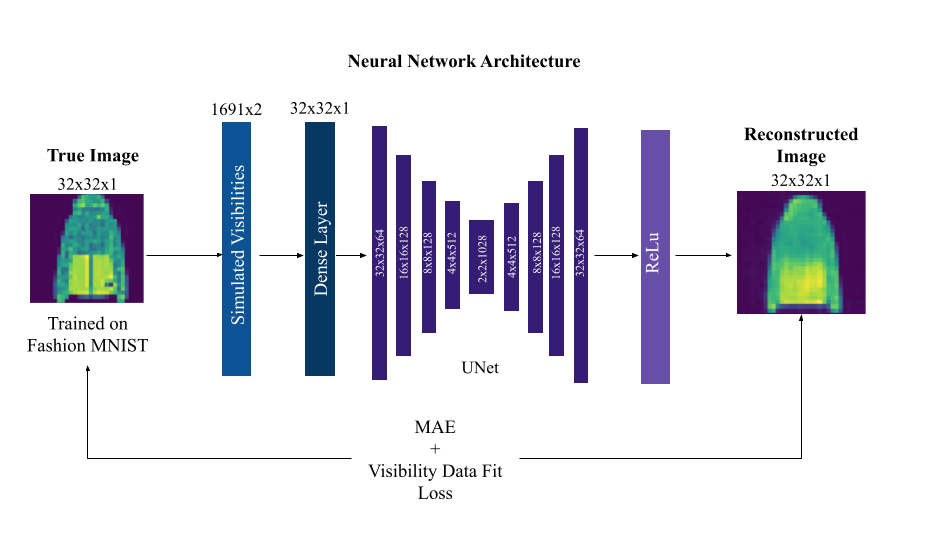 Neural Network Architecture
1691x2
32x32x1
True Image
32x32x1
Trained on
Fashion MNIST
Simulated Visibilities
Dense Layer
32x32x64
16x16x128
8x8x128
4x4x512
2x2x1028
4x4x512
8x8x128
16x16x128
32x32x64
UNet
ReLu
Reconstructed
Image
32x32x1
MAE
+
Visibility Data Fit
Loss